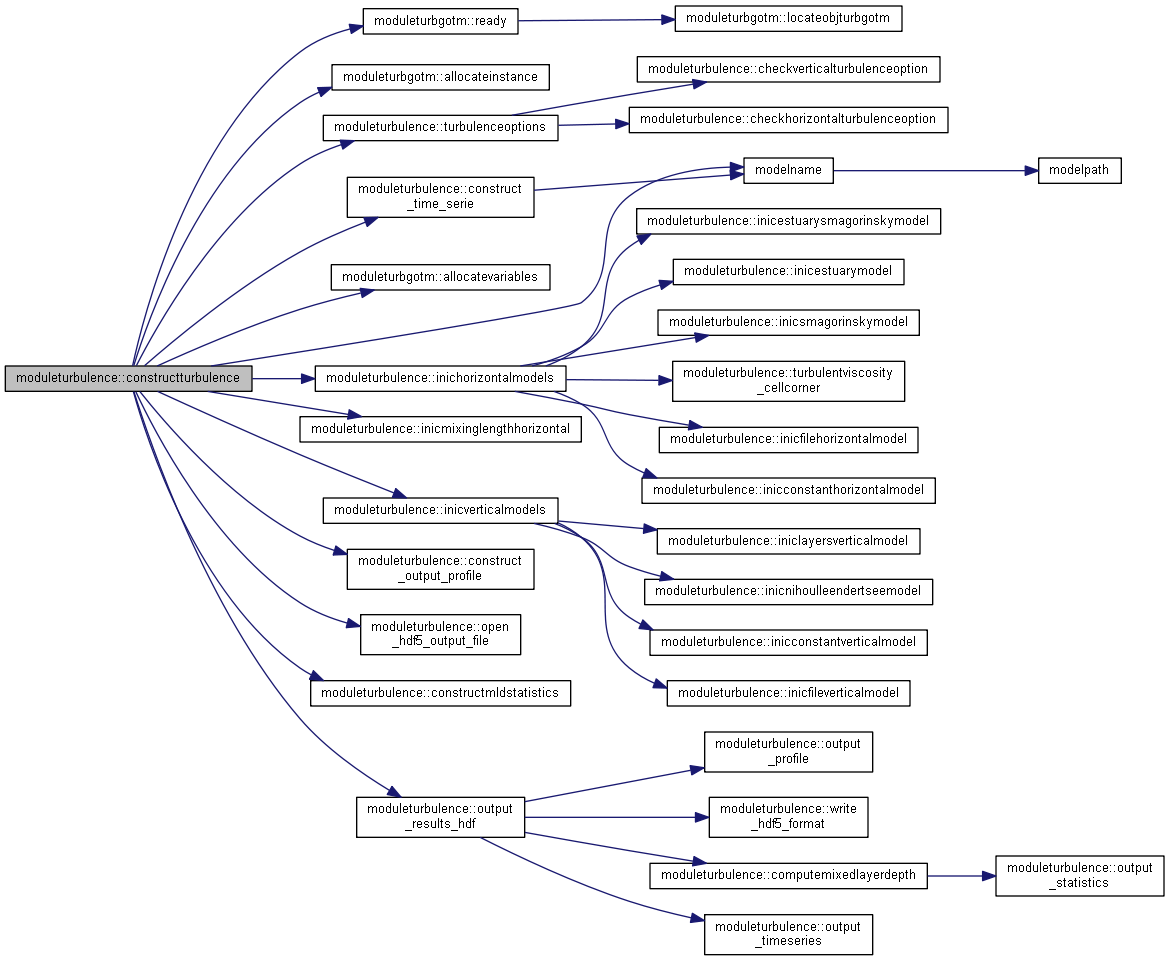 moduleturbgotm::ready
moduleturbgotm::locateobjturbgotm
moduleturbgotm::allocateinstance
moduleturbulence::checkverticalturbulenceoption
moduleturbulence::turbulenceoptions
moduleturbulence::checkhorizontalturbulenceoption
modelname
modelpath
moduleturbulence::construct
_time_serie
moduleturbulence::inicestuarysmagorinskymodel
moduleturbgotm::allocatevariables
moduleturbulence::inicestuarymodel
moduleturbulence::inicsmagorinskymodel
moduleturbulence::constructturbulence
moduleturbulence::inichorizontalmodels
moduleturbulence::turbulentviscosity
_cellcorner
moduleturbulence::inicmixinglengthhorizontal
moduleturbulence::inicfilehorizontalmodel
moduleturbulence::inicconstanthorizontalmodel
moduleturbulence::inicverticalmodels
moduleturbulence::iniclayersverticalmodel
moduleturbulence::construct
_output_profile
moduleturbulence::inicnihoulleendertseemodel
moduleturbulence::open
_hdf5_output_file
moduleturbulence::inicconstantverticalmodel
moduleturbulence::constructmldstatistics
moduleturbulence::inicfileverticalmodel
moduleturbulence::output
_profile
moduleturbulence::output
_results_hdf
moduleturbulence::write
_hdf5_format
moduleturbulence::computemixedlayerdepth
moduleturbulence::output
_statistics
moduleturbulence::output
_timeseries